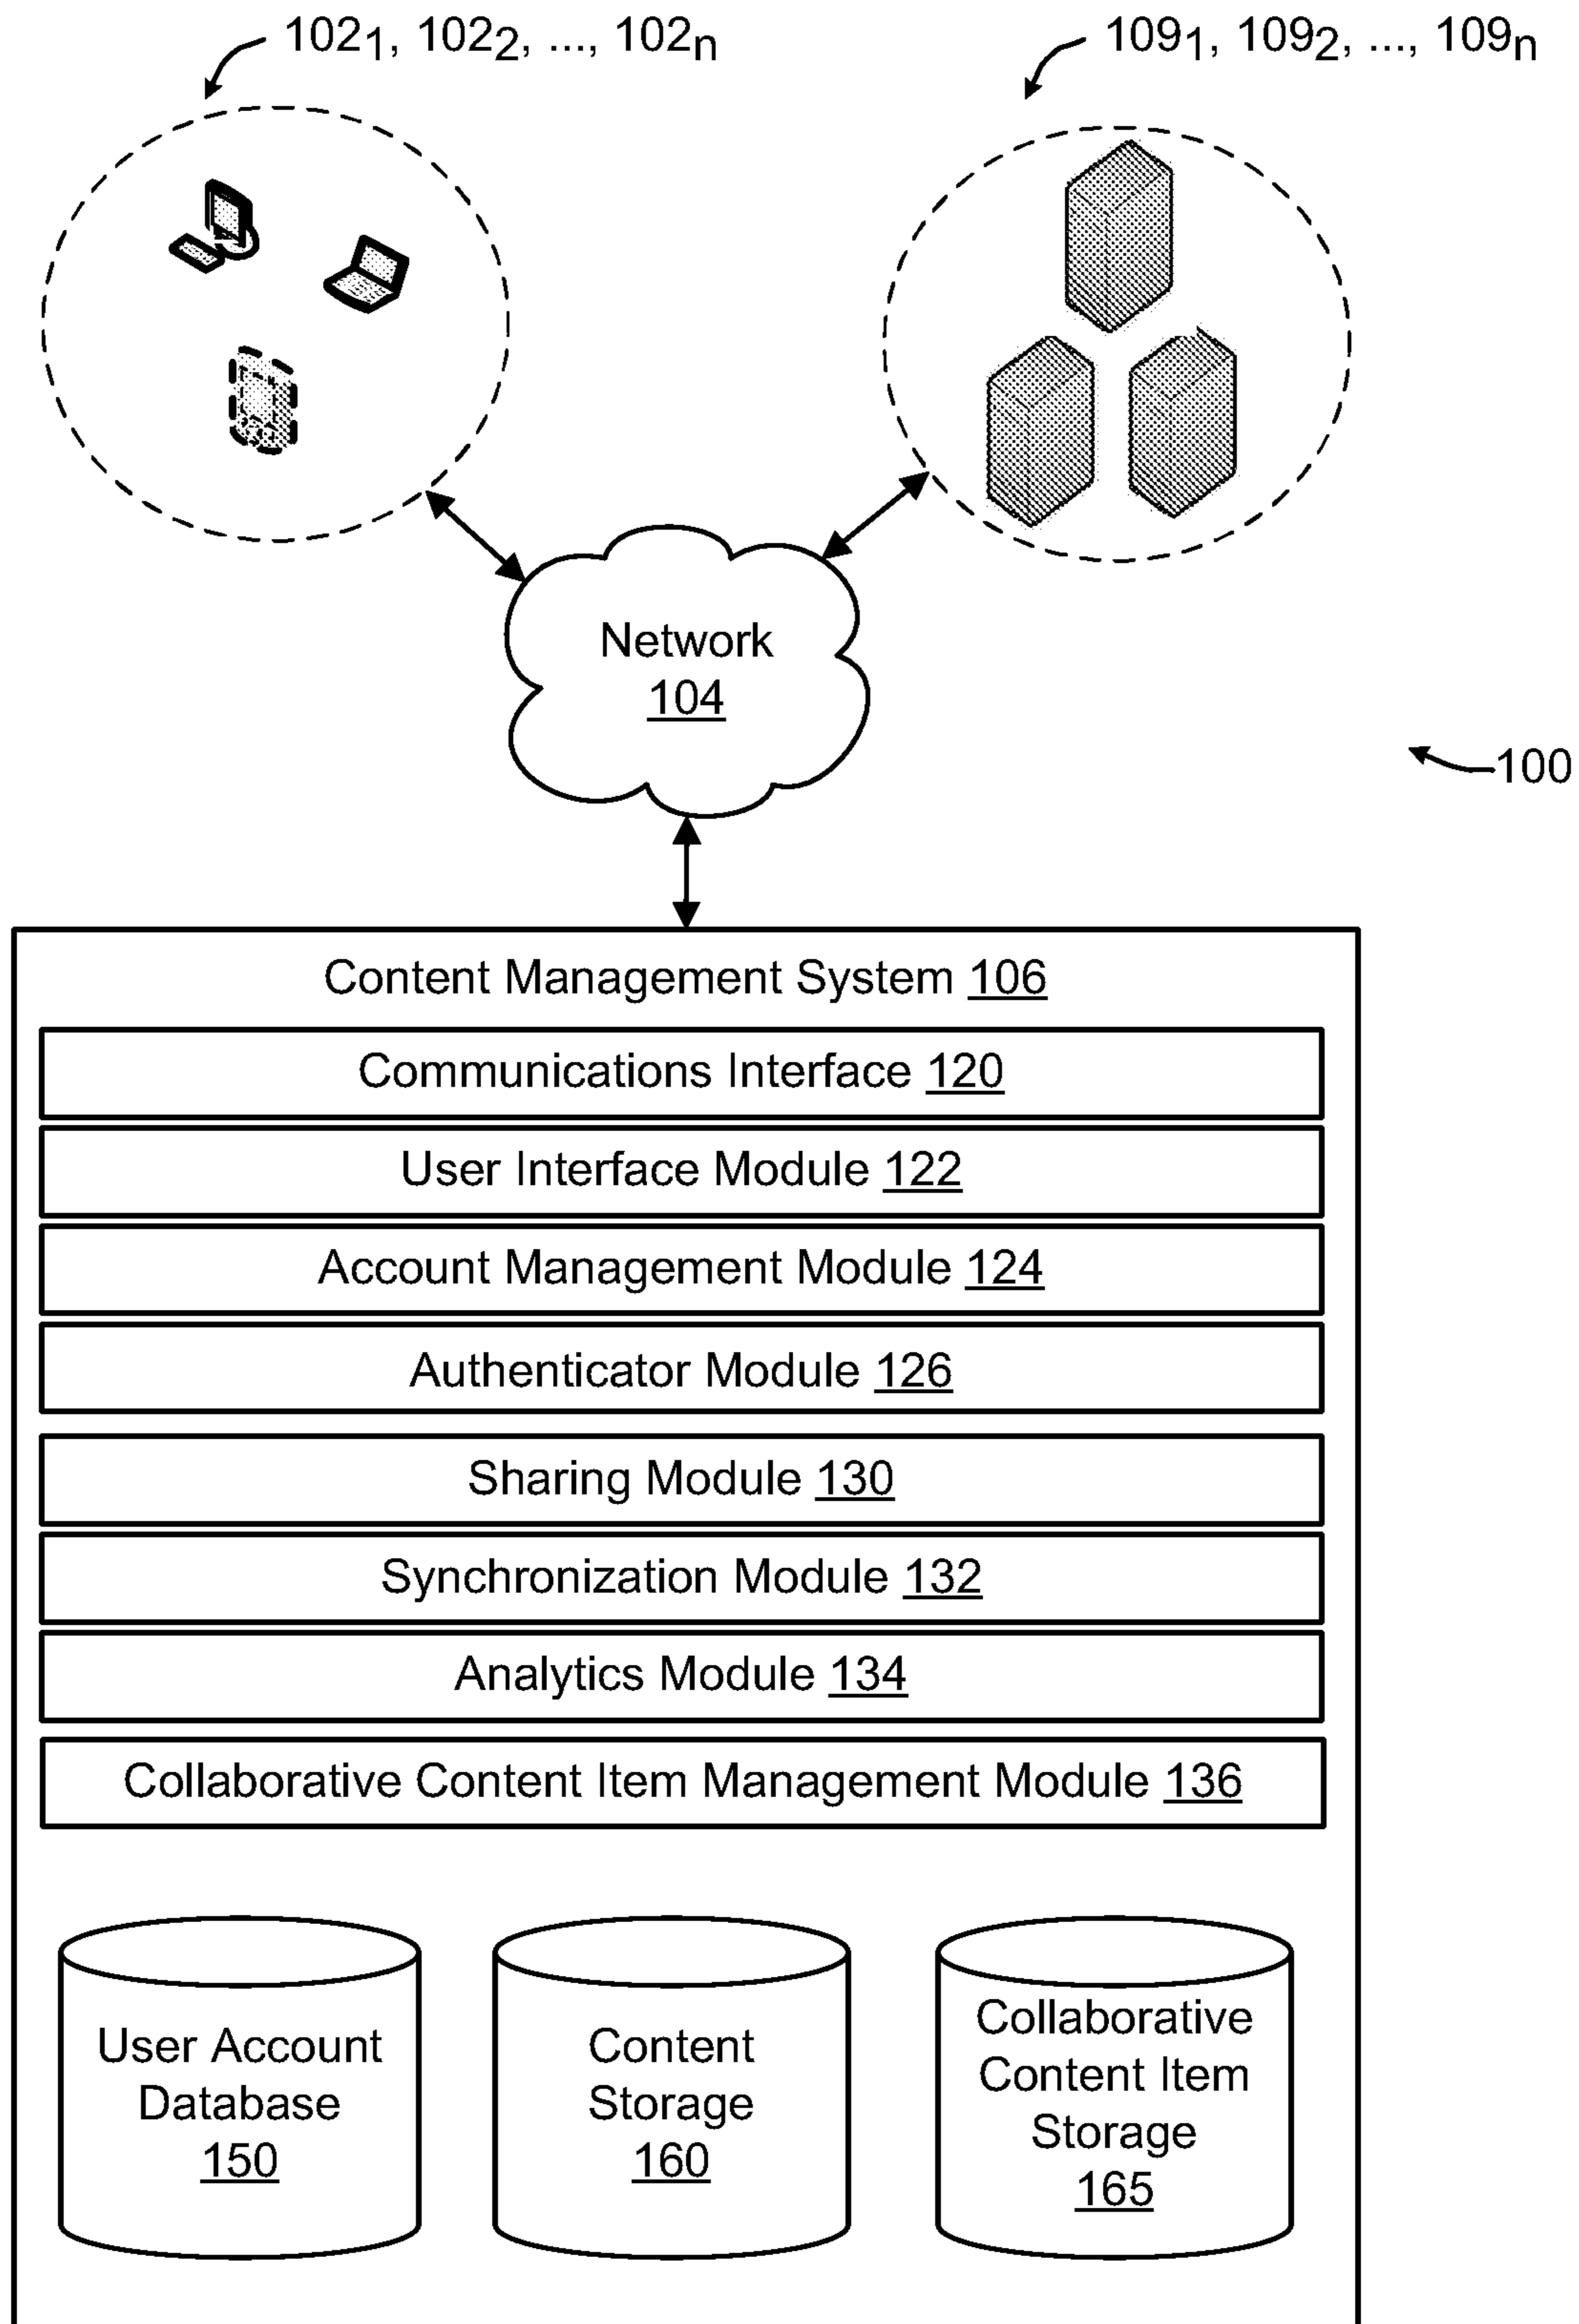 102₁, 102₂, ..., 102ₙ
109₁, 109₂, ..., 109ₙ
Network
104
100
Content Management System 106
Communications Interface 120
User Interface Module 122
Account Management Module 124
Authenticator Module 126
Sharing Module 130
Synchronization Module 132
Analytics Module 134
Collaborative Content Item Management Module 136
User Account
Database
150
Content
Storage
160
Collaborative
Content Item
Storage
165